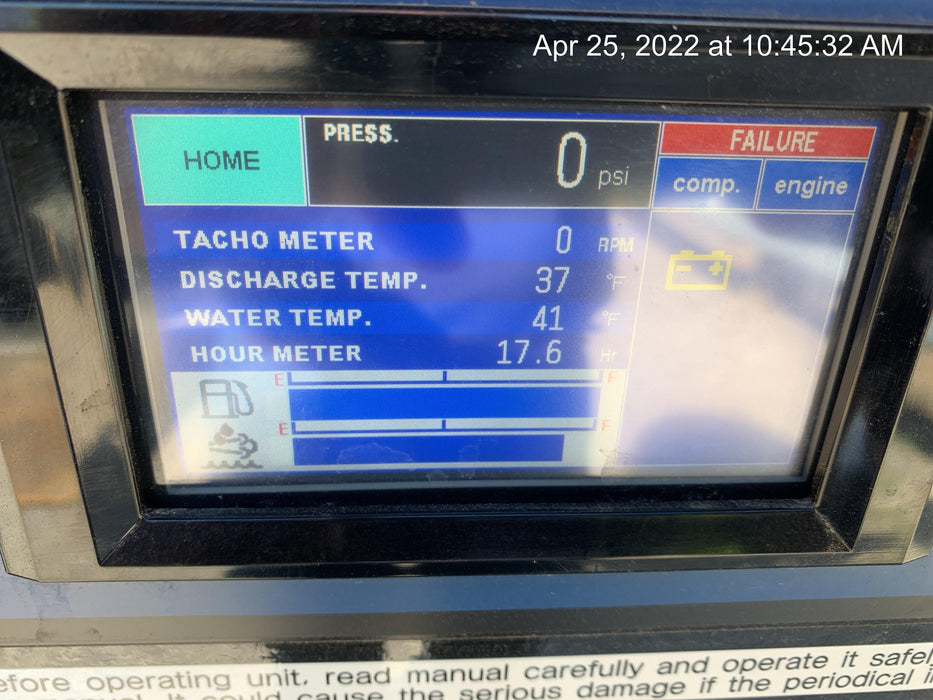 Apr 25, 2022 at 10:45:32 AM
HOME
PRESS.
0 psi
FAILURE
comp. engine
TACHO METER 0 RPM
DISCHARGE TEMP. 37 °F
WATER TEMP. 41 °F
HOUR METER 17.6 Hr
E F
E F
efore operating unit, read manual carefully and operate it safel
It could cause the serious damage if the periodical